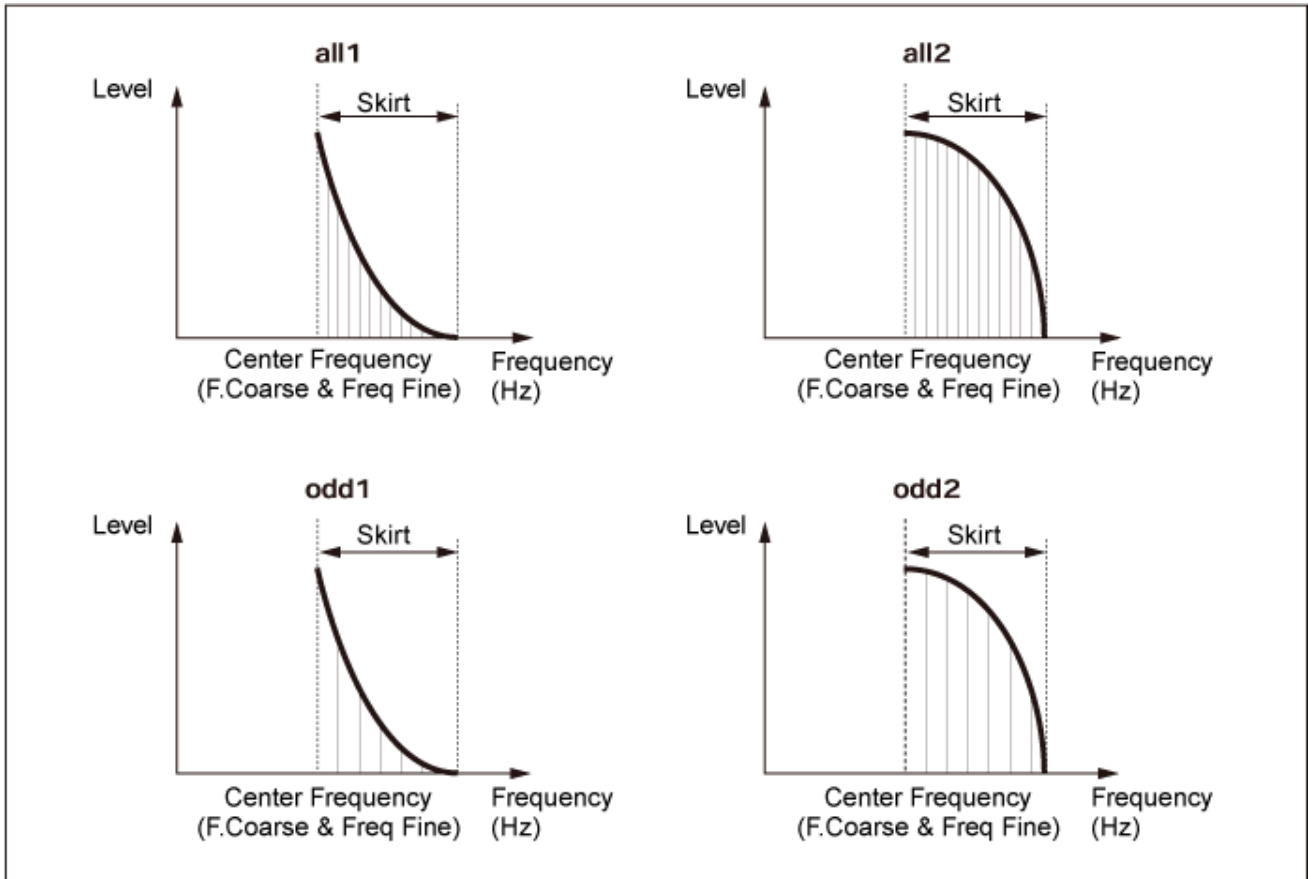 all1
Level
Skirt
Center Frequency
(F.Coarse & Freq Fine)
Frequency
(Hz)
all2
Level
Skirt
Center Frequency
(F.Coarse & Freq Fine)
Frequency
(Hz)
odd1
Level
Skirt
Center Frequency
(F.Coarse & Freq Fine)
Frequency
(Hz)
odd2
Level
Skirt
Center Frequency
(F.Coarse & Freq Fine)
Frequency
(Hz)